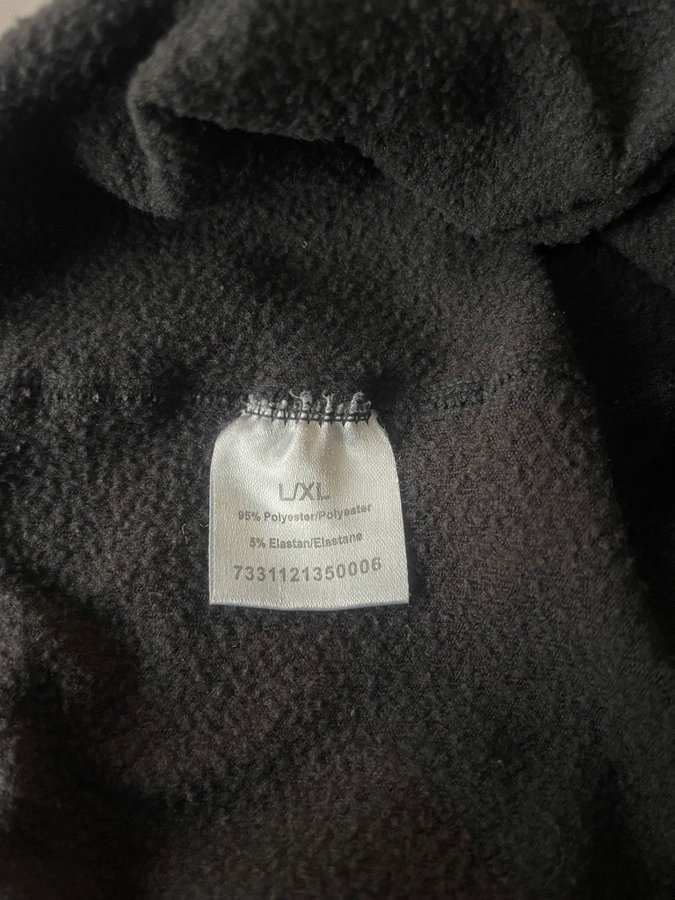 L/XL
95% Polyester/Polyester
5% Elastan/Elastane
7331121350006